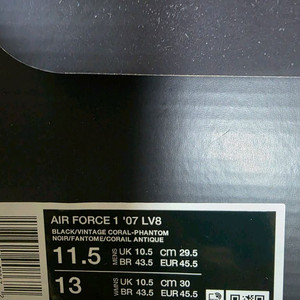 AIR FORCE 1 '07 LV8
BLACK/VINTAGE CORAL-PHANTOM
NOIR/FANTOME/CORAIL ANTIQUE
11.5 MENS UK 10.5 CM 29.5
BR 43.5 EUR 45.5
13 WMNS UK 10.5 CM 30
BR 43.5 EUR 45.5